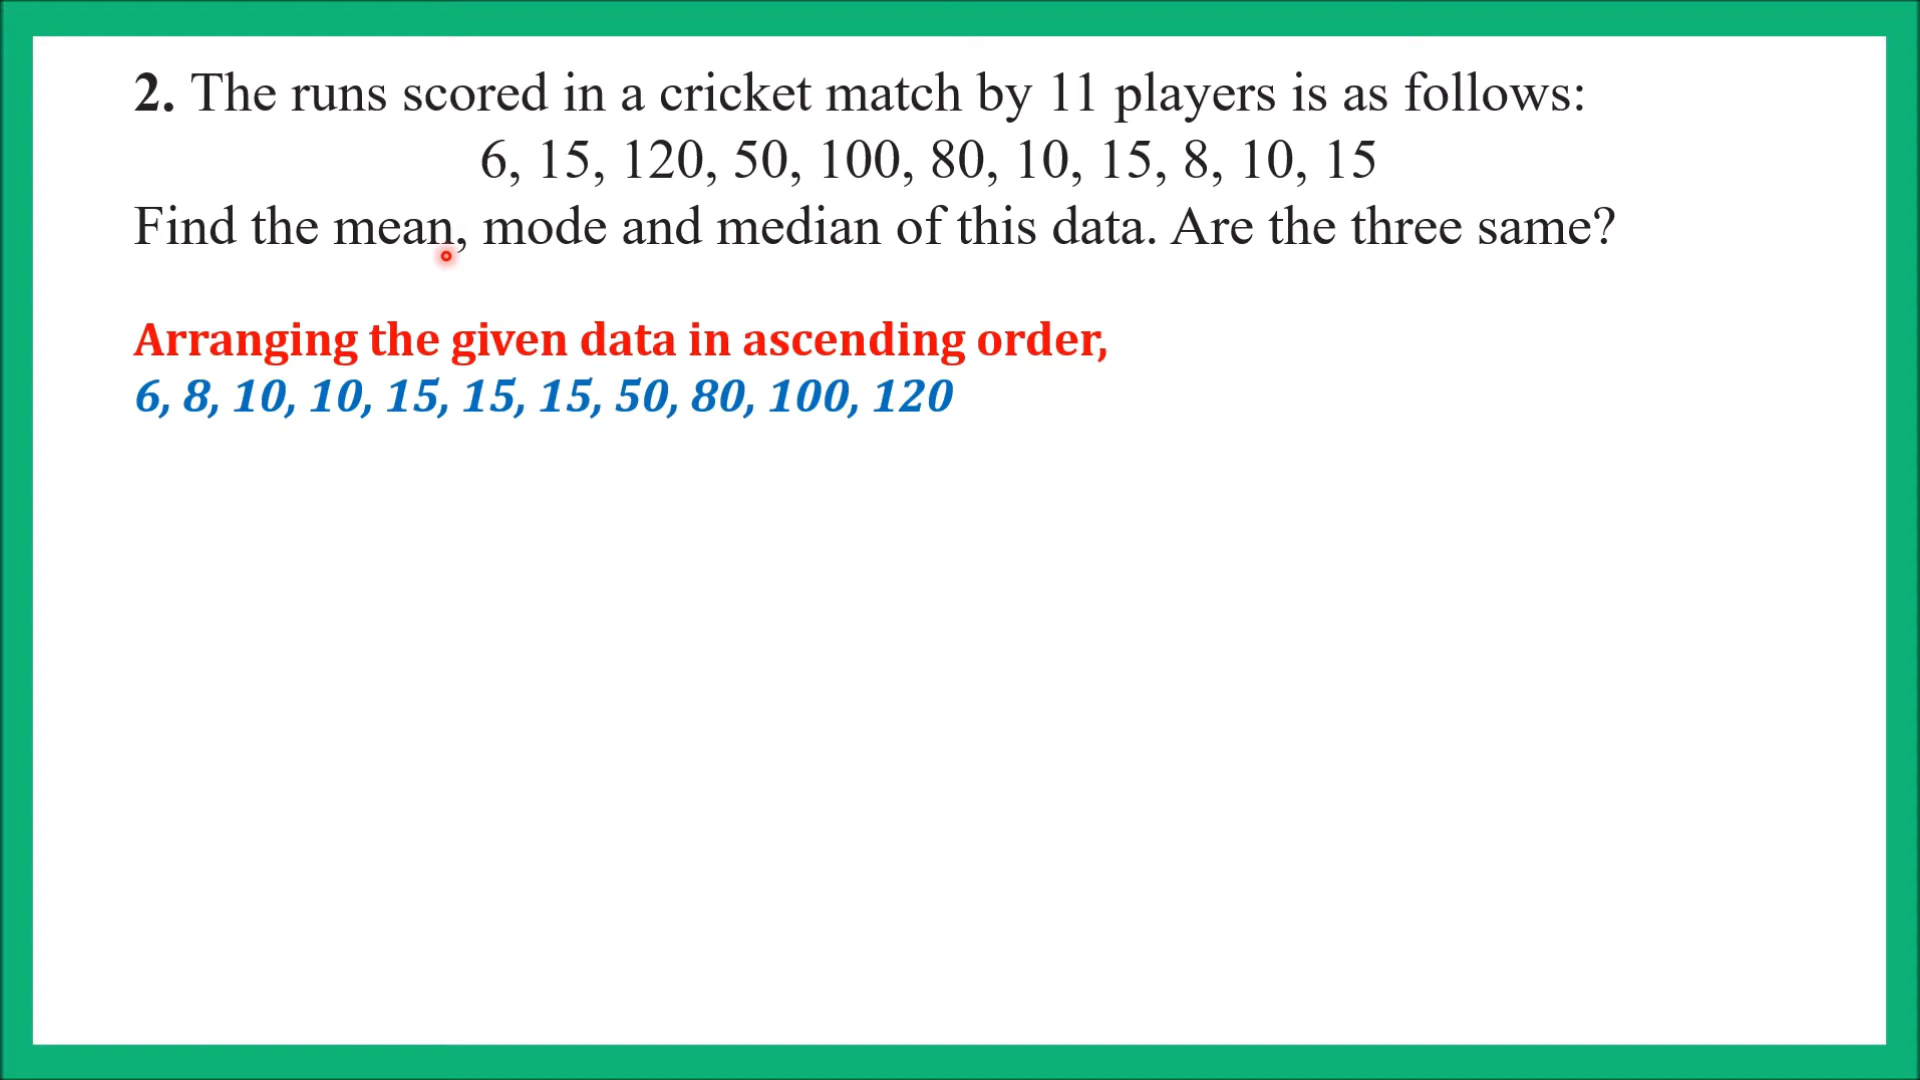 2. The runs scored in a cricket match by 11 players is as follows:
6, 15, 120, 50, 100, 80, 10, 15, 8, 10, 15
Find the mean, mode and median of this data. Are the three same?
Arranging the given data in ascending order,
6, 8, 10, 10, 15, 15, 15, 50, 80, 100, 120